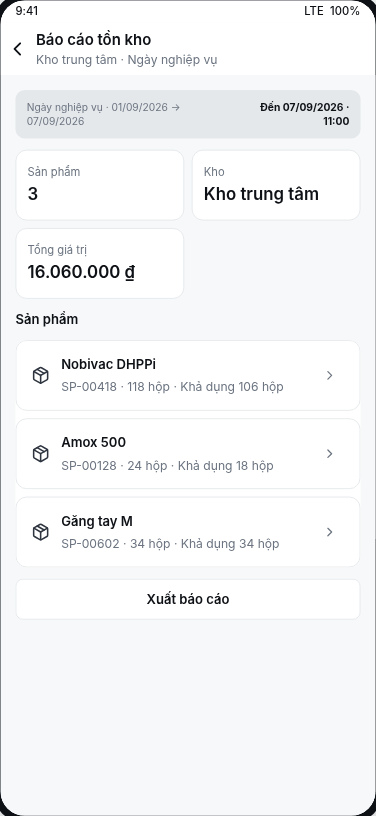 9:41
LTE 100%
Báo cáo tồn kho
Kho trung tâm · Ngày nghiệp vụ
Ngày nghiệp vụ · 01/09/2026 →
07/09/2026
Đến 07/09/2026 ·
11:00
Sản phẩm
3
Kho
Kho trung tâm
Tổng giá trị
16.060.000 ₫
Sản phẩm
Nobivac DHPPi
SP-00418 · 118 hộp · Khả dụng 106 hộp
Amox 500
SP-00128 · 24 hộp · Khả dụng 18 hộp
Găng tay M
SP-00602 · 34 hộp · Khả dụng 34 hộp
Xuất báo cáo